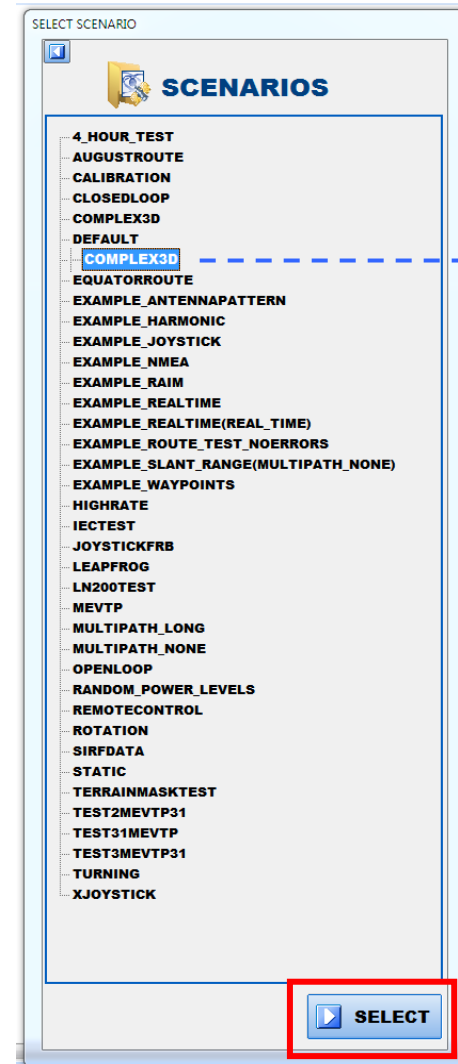 SELECT SCENARIO
SCENARIOS
4_HOUR_TEST
AUGUSTROUTE
CALIBRATION
CLOSEDLOOP
COMPLEX3D
DEFAULT
COMPLEX3D
EQUATORROUTE
EXAMPLE_ANTENNAPATTERN
EXAMPLE_HARMONIC
EXAMPLE_JOYSTICK
EXAMPLE_NMEA
EXAMPLE_RAIM
EXAMPLE_REALTIME
EXAMPLE_REALTIME(REAL_TIME)
EXAMPLE_ROUTE_TEST_NOERRORS
EXAMPLE_SLANT_RANGE(MULTIPATH_NONE)
EXAMPLE_WAYPOINTS
HIGHRATE
IECTEST
JOYSTICKFRB
LEAPFROG
LN200TEST
MEVTP
MULTIPATH_LONG
MULTIPATH_NONE
OPENLOOP
RANDOM_POWER_LEVELS
REMOTECONTROL
ROTATION
SIRFDATA
STATIC
TERRAINMASKTEST
TEST2MEVTP31
TEST31MEVTP
TEST3MEVTP31
TURNING
XJOYSTICK
SELECT